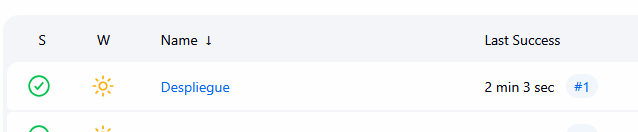 S W Name ↓ Last Success
Despliegue 2 min 3 sec #1